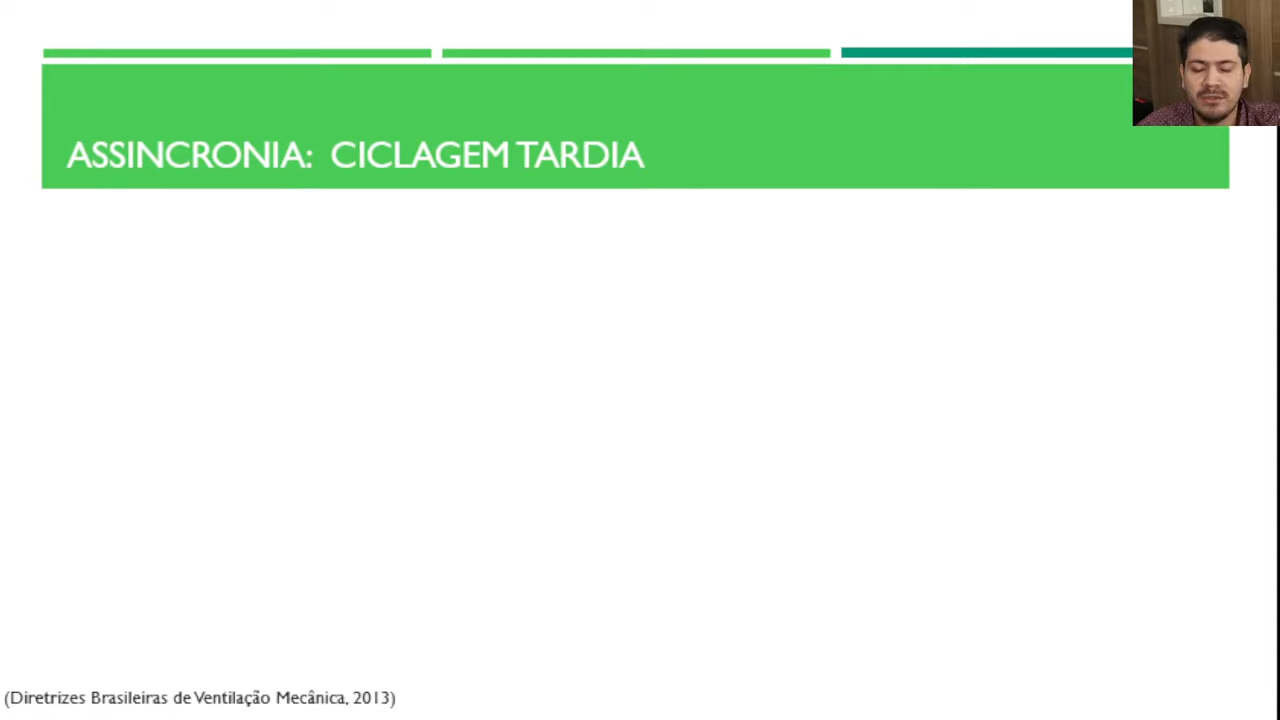 ASSINCRONIA: CICLAGEM TARDIA
(Diretrizes Brasileiras de Ventilação Mecânica, 2013)